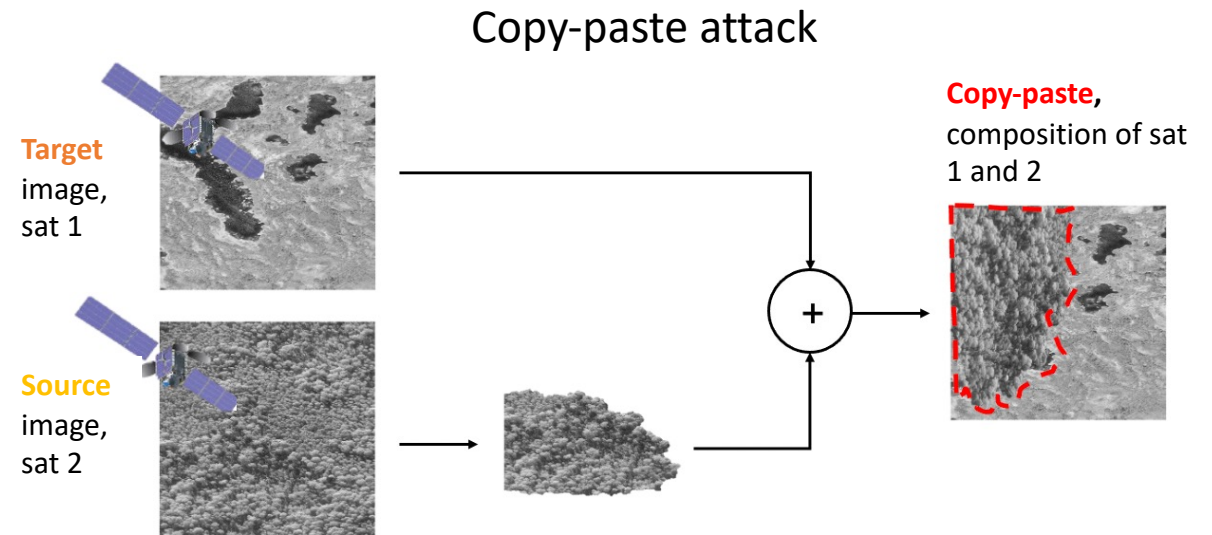 Copy-paste attack
Target
image,
sat 1
Copy-paste,
composition of sat
1 and 2
+
Source
image,
sat 2